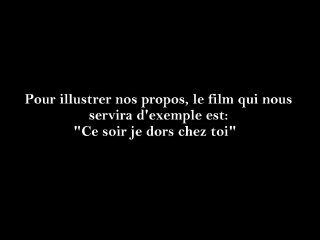 Pour illustrer nos propos, le film qui nous
servira d'exemple est:
"Ce soir je dors chez toi"